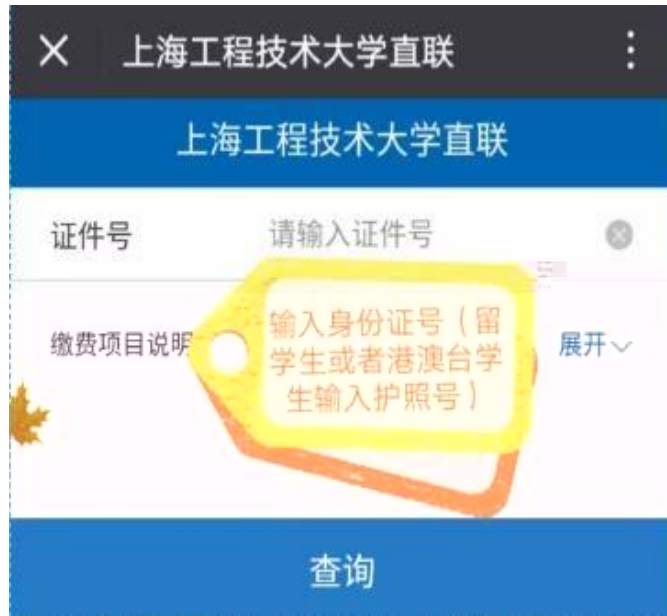 上海工程技术大学直联
上海工程技术大学直联
证件号 请输入证件号
缴费项目说明 展开
输入身份证号（留
学生或者港澳台学
生输入护照号）
查询